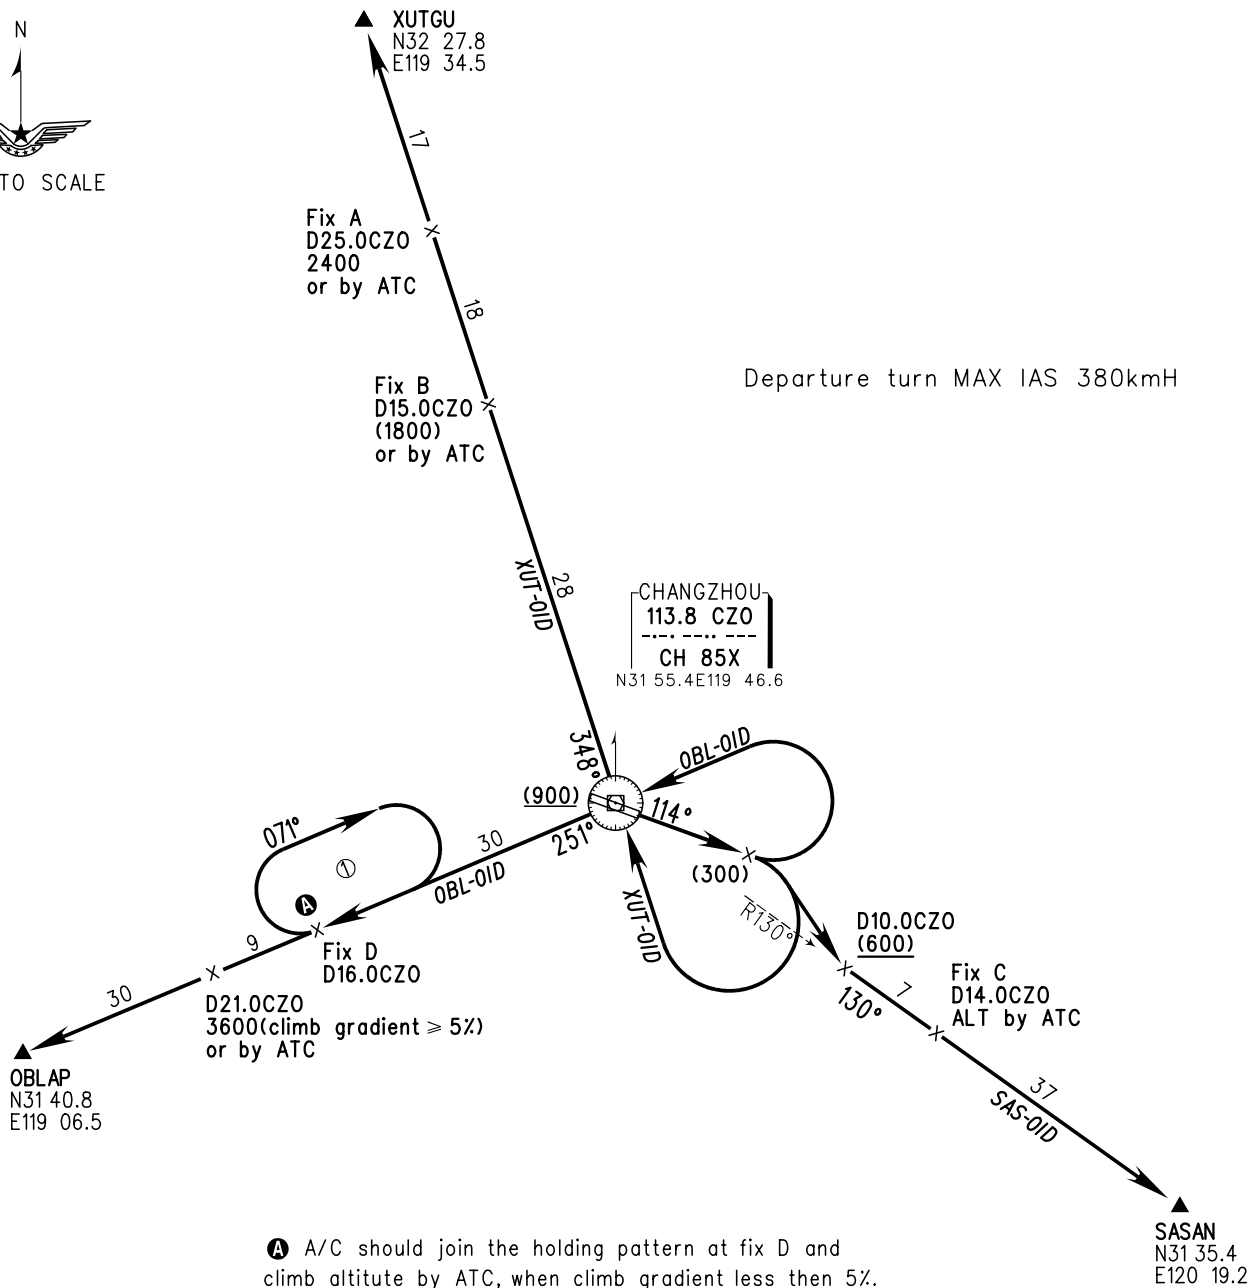 N
TO SCALE
XUTGU
N32 27.8
E119 34.5
17
Fix A
D25.0CZO
2400
or by ATC
18
Departure turn MAX IAS 380kmH
Fix B
D15.0CZO
(1800)
or by ATC
XUT-01D
28
CHANGZHOU
113.8 CZO
-·-· --·· ---
CH 85X
N31 55.4E119 46.6
348°
OBL-01D
(900)
114°
251°
30
OBL-01D
071°
1
A
(300)
XUT-01D
R130°
D10.0CZO
(600)
Fix D
D16.0CZO
9
D21.0CZO
3600(climb gradient ≥ 5%)
or by ATC
30
OBLAP
N31 40.8
E119 06.5
130°
7
Fix C
D14.0CZO
ALT by ATC
37
SAS-01D
SASAN
N31 35.4
E120 19.2
A A/C should join the holding pattern at fix D and
climb altitute by ATC, when climb gradient less then 5%.